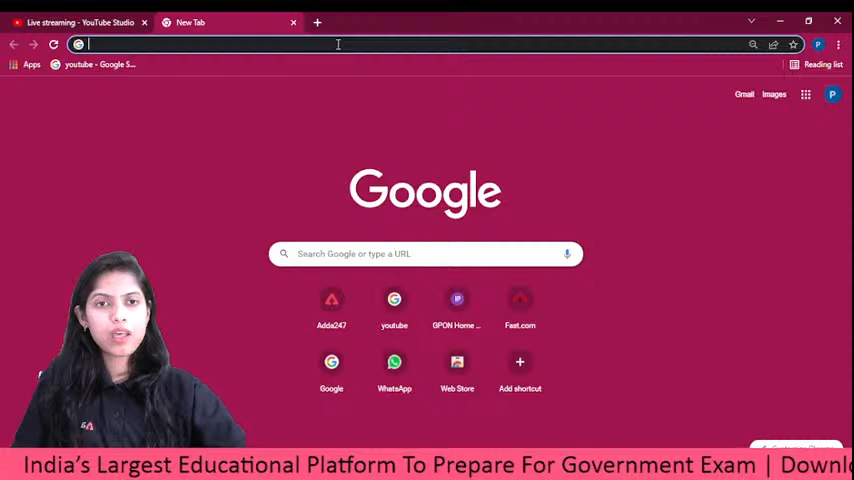 Live streaming - YouTube Studio
New Tab
Apps
youtube - Google S...
Reading list
P
Gmail Images
P
Google
Search Google or type a URL
Adda247 youtube GPON Home ... Fast.com
Google WhatsApp Web Store Add shortcut
India's Largest Educational Platform To Prepare For Government Exam | Downlo